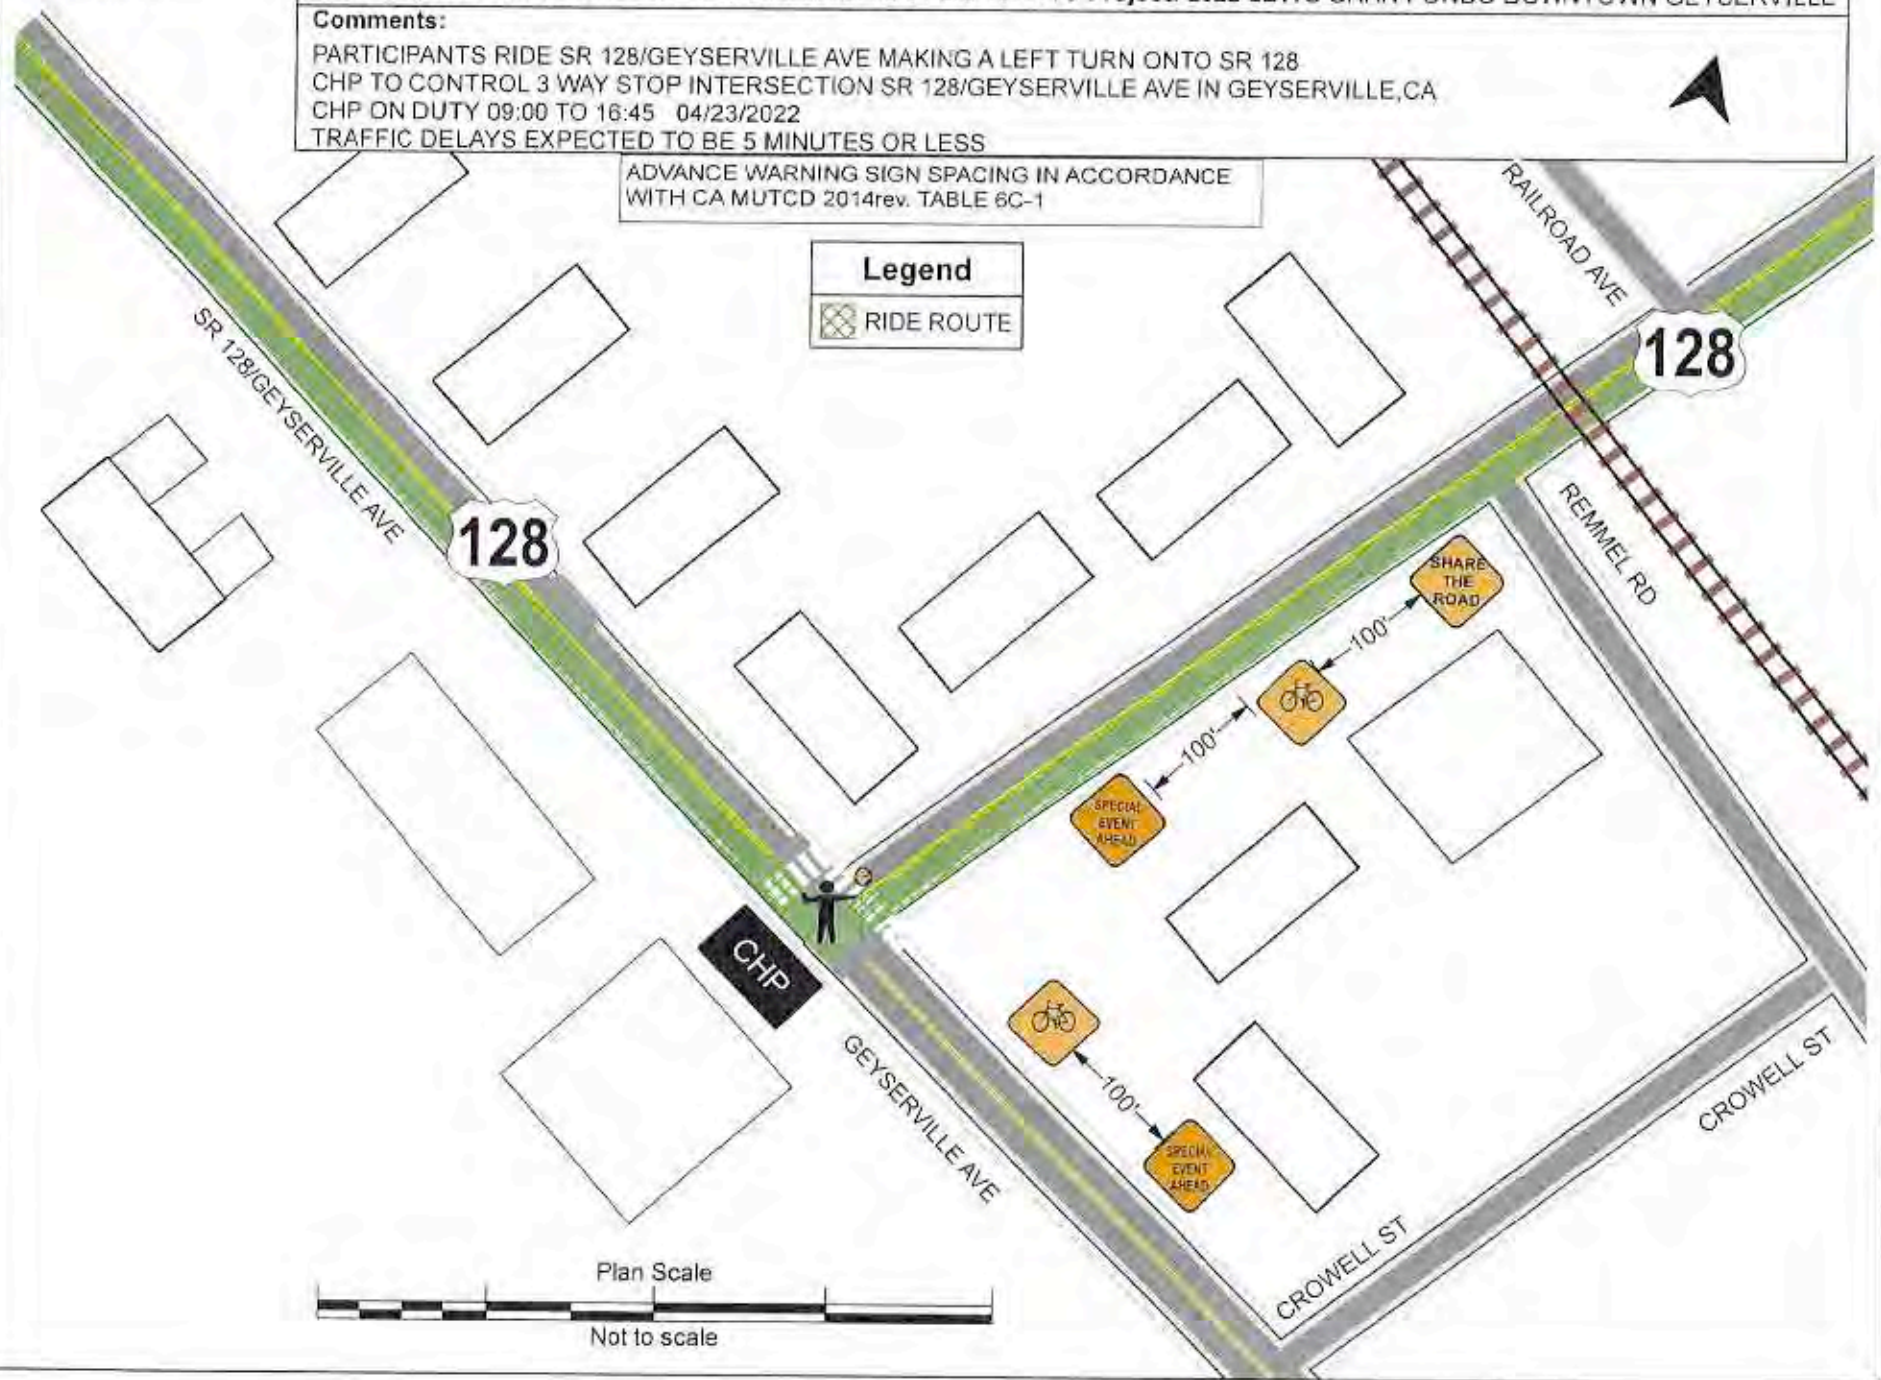 GRAN FONDO DOWNTOWN GEYSERVILLE
Comments:
PARTICIPANTS RIDE SR 128/GEYSERVILLE AVE MAKING A LEFT TURN ONTO SR 128
CHP TO CONTROL 3 WAY STOP INTERSECTION SR 128/GEYSERVILLE AVE IN GEYSERVILLE,CA
CHP ON DUTY 09:00 TO 16:45 04/23/2022
TRAFFIC DELAYS EXPECTED TO BE 5 MINUTES OR LESS
ADVANCE WARNING SIGN SPACING IN ACCORDANCE
WITH CA MUTCD 2014rev. TABLE 6C-1
Legend
RIDE ROUTE
RAILROAD AVE
128
SR 128/GEYSERVILLE AVE
128
REMMEL RD
SHARE
THE
ROAD
100'
100'
SPECIAL
EVENT
AHEAD
CHP
GEYSERVILLE AVE
100'
SPECIAL
EVENT
AHEAD
CROWELL ST
CROWELL ST
Plan Scale
Not to scale